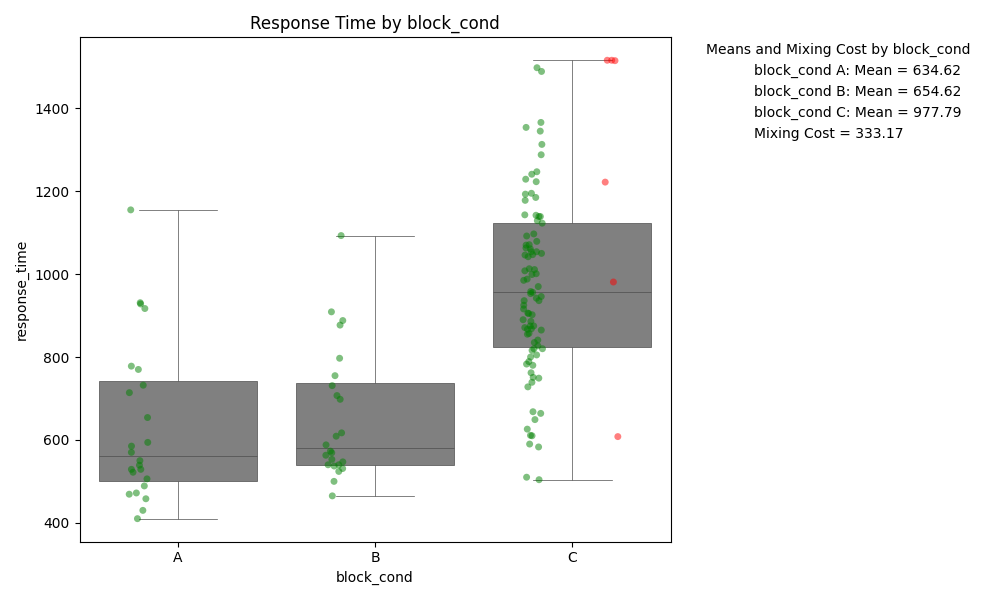 Response Time by block_cond
Means and Mixing Cost by block_cond
block_cond A: Mean = 634.62
block_cond B: Mean = 654.62
block_cond C: Mean = 977.79
Mixing Cost = 333.17
response_time
1400
1200
1000
800
600
400
A
B
C
block_cond